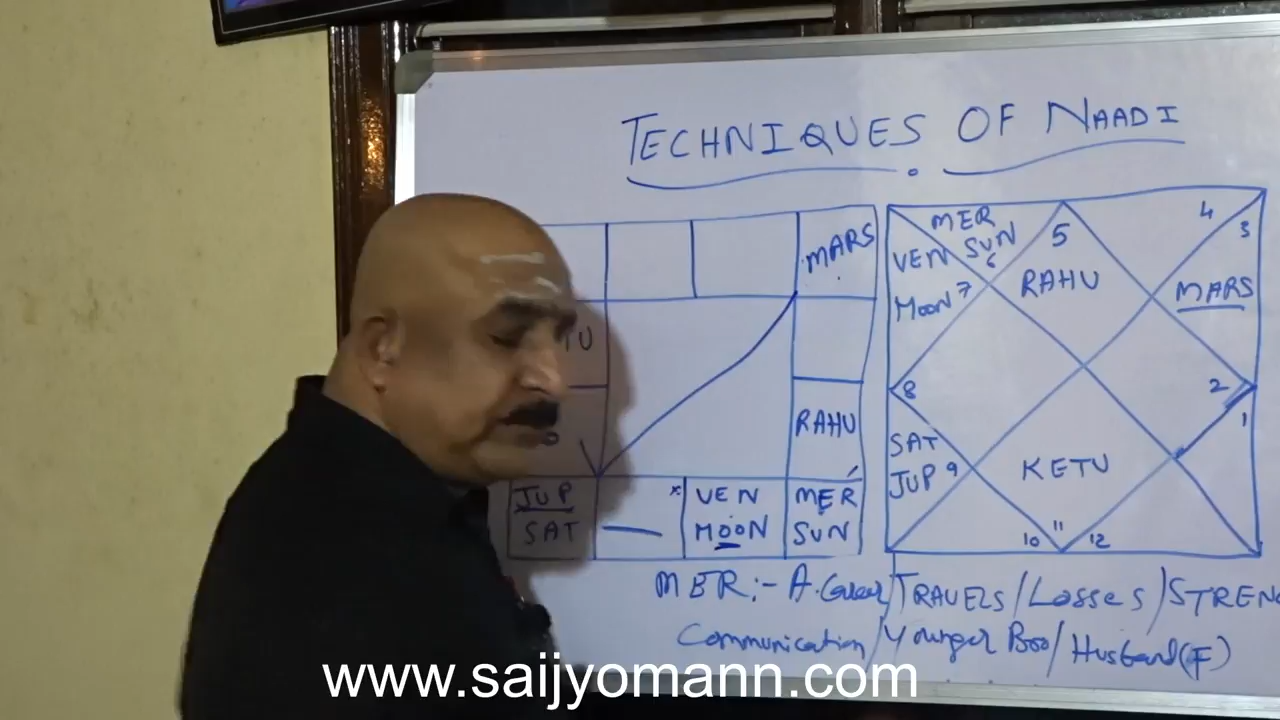 TECHNIQUES OF NAADI
MARS
RAHU
JUP
SAT
*
VEN
MOON
MER
SUN
MER
SUN
VEN
6
MOON 7
5
RAHU
4
3
MARS
8
2
1
SAT
JUP 9
KETU
10 11 12
MER:- A. /TRAVELS/Losses/STREN
Communication/Younger Bro/Husband(F)
www.saijyomann.com